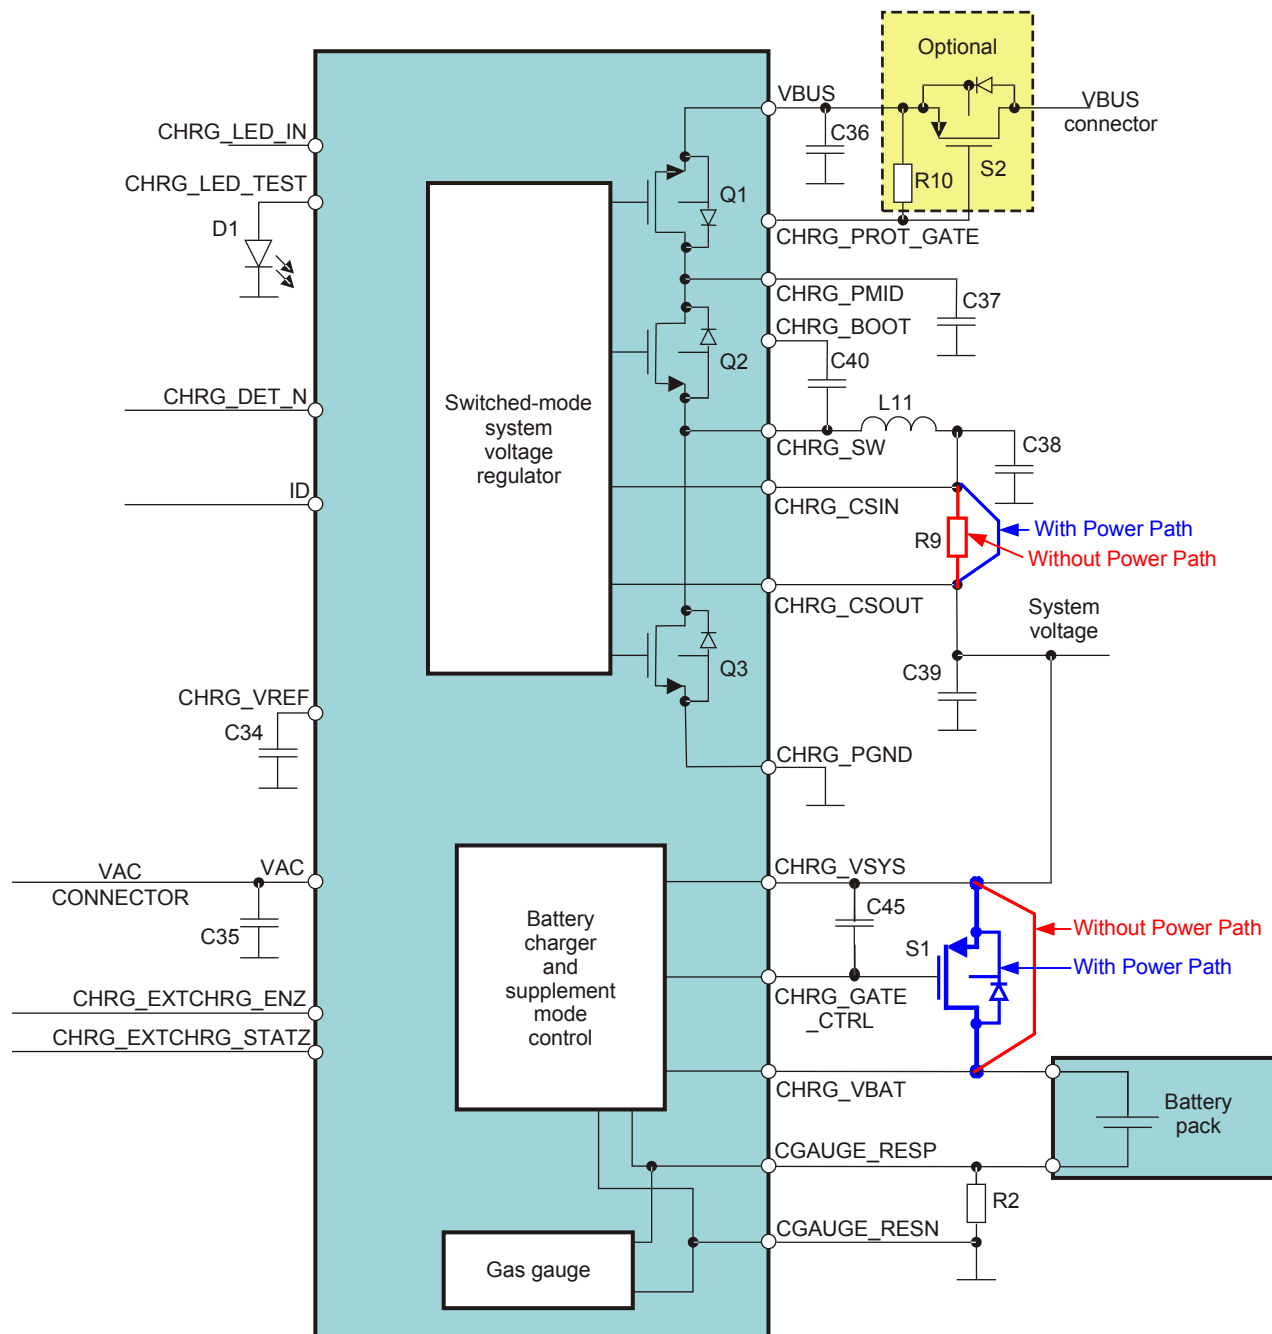 Optional
VBUS
VBUS
connector
CHRG_LED_IN
C36
CHRG_LED_TEST
R10
S2
Q1
D1
CHRG_PROT_GATE
CHRG_PMID
C37
CHRG_BOOT
Q2
C40
CHRG_DET_N
Switched-mode
system
voltage
regulator
L11
CHRG_SW
C38
ID
CHRG_CSIN
R9
With Power Path
Without Power Path
CHRG_CSOUT
System
voltage
Q3
C39
CHRG_VREF
C34
CHRG_PGND
VAC
CONNECTOR
VAC
C35
CHRG_VSYS
C45
Battery
charger
and
supplement
mode
control
S1
Without Power Path
With Power Path
CHRG_GATE
_CTRL
CHRG_EXTCHRG_ENZ
CHRG_EXTCHRG_STATZ
CHRG_VBAT
Battery
pack
CGAUGE_RESP
R2
CGAUGE_RESN
Gas gauge